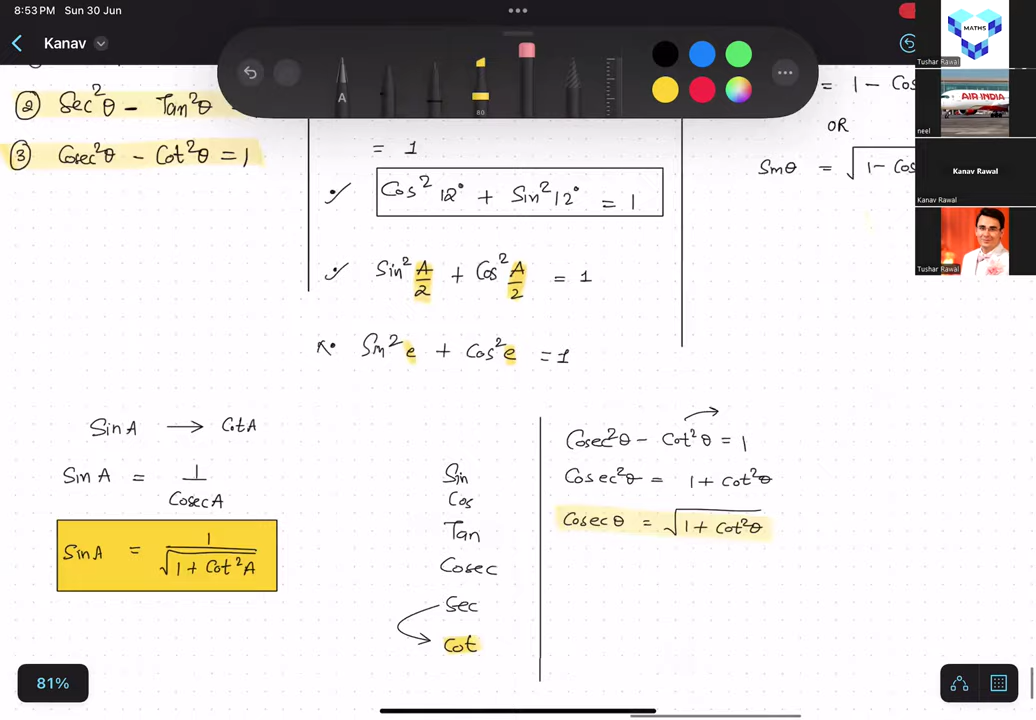 8:53 PM Sun 30 Jun
Kanav
A
80
MATHS
Tushar Rawal
AIR INDIA
neel
Kanav Rawal
Kanav Rawal
Tushar Rawal
② Sec²θ - Tan²θ
③ Cosec²θ - Cot²θ = 1
= 1
Cos² 12° + Sin² 12° = 1
Sin² A/2 + Cos² A/2 = 1
Sin² e + Cos² e = 1
= 1 - Cos
OR
Sinθ = √1 - Cos
Sin A → Cot A
Sin A = 1/Cosec A
Sin A = 1/√1 + Cot² A
Sin
Cos
Tan
Cosec
Sec
Cot
Cosec²θ - Cot²θ = 1
Cosec²θ = 1 + Cot²θ
Cosec θ = √1 + Cot²θ
81%